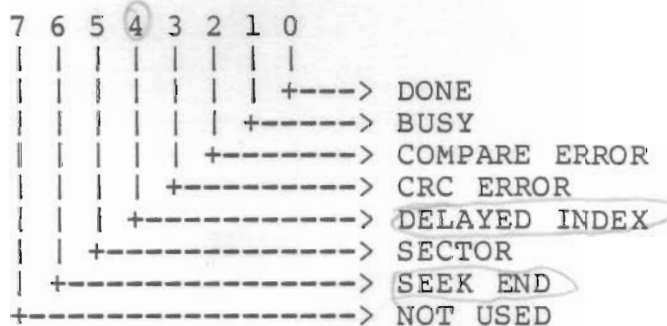 7 6 5 4 3 2 1 0
DONE
BUSY
COMPARE ERROR
CRC ERROR
DELAYED INDEX
SECTOR
SEEK END
NOT USED